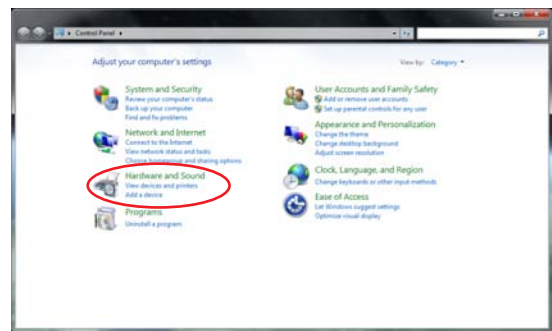 Control Panel
Adjust your computer's settings
View by: Category
System and Security
Review your computer's status
Back up your computer
Find and fix problems
Network and Internet
Connect to the Internet
View network status and tasks
Choose homegroup and sharing options
Hardware and Sound
View devices and printers
Add a device
Programs
Uninstall a program
User Accounts and Family Safety
Add or remove user accounts
Set up parental controls for any user
Appearance and Personalization
Change the theme
Change desktop background
Adjust screen resolution
Clock, Language, and Region
Change keyboards or other input methods
Ease of Access
Let Windows suggest settings
Optimize visual display